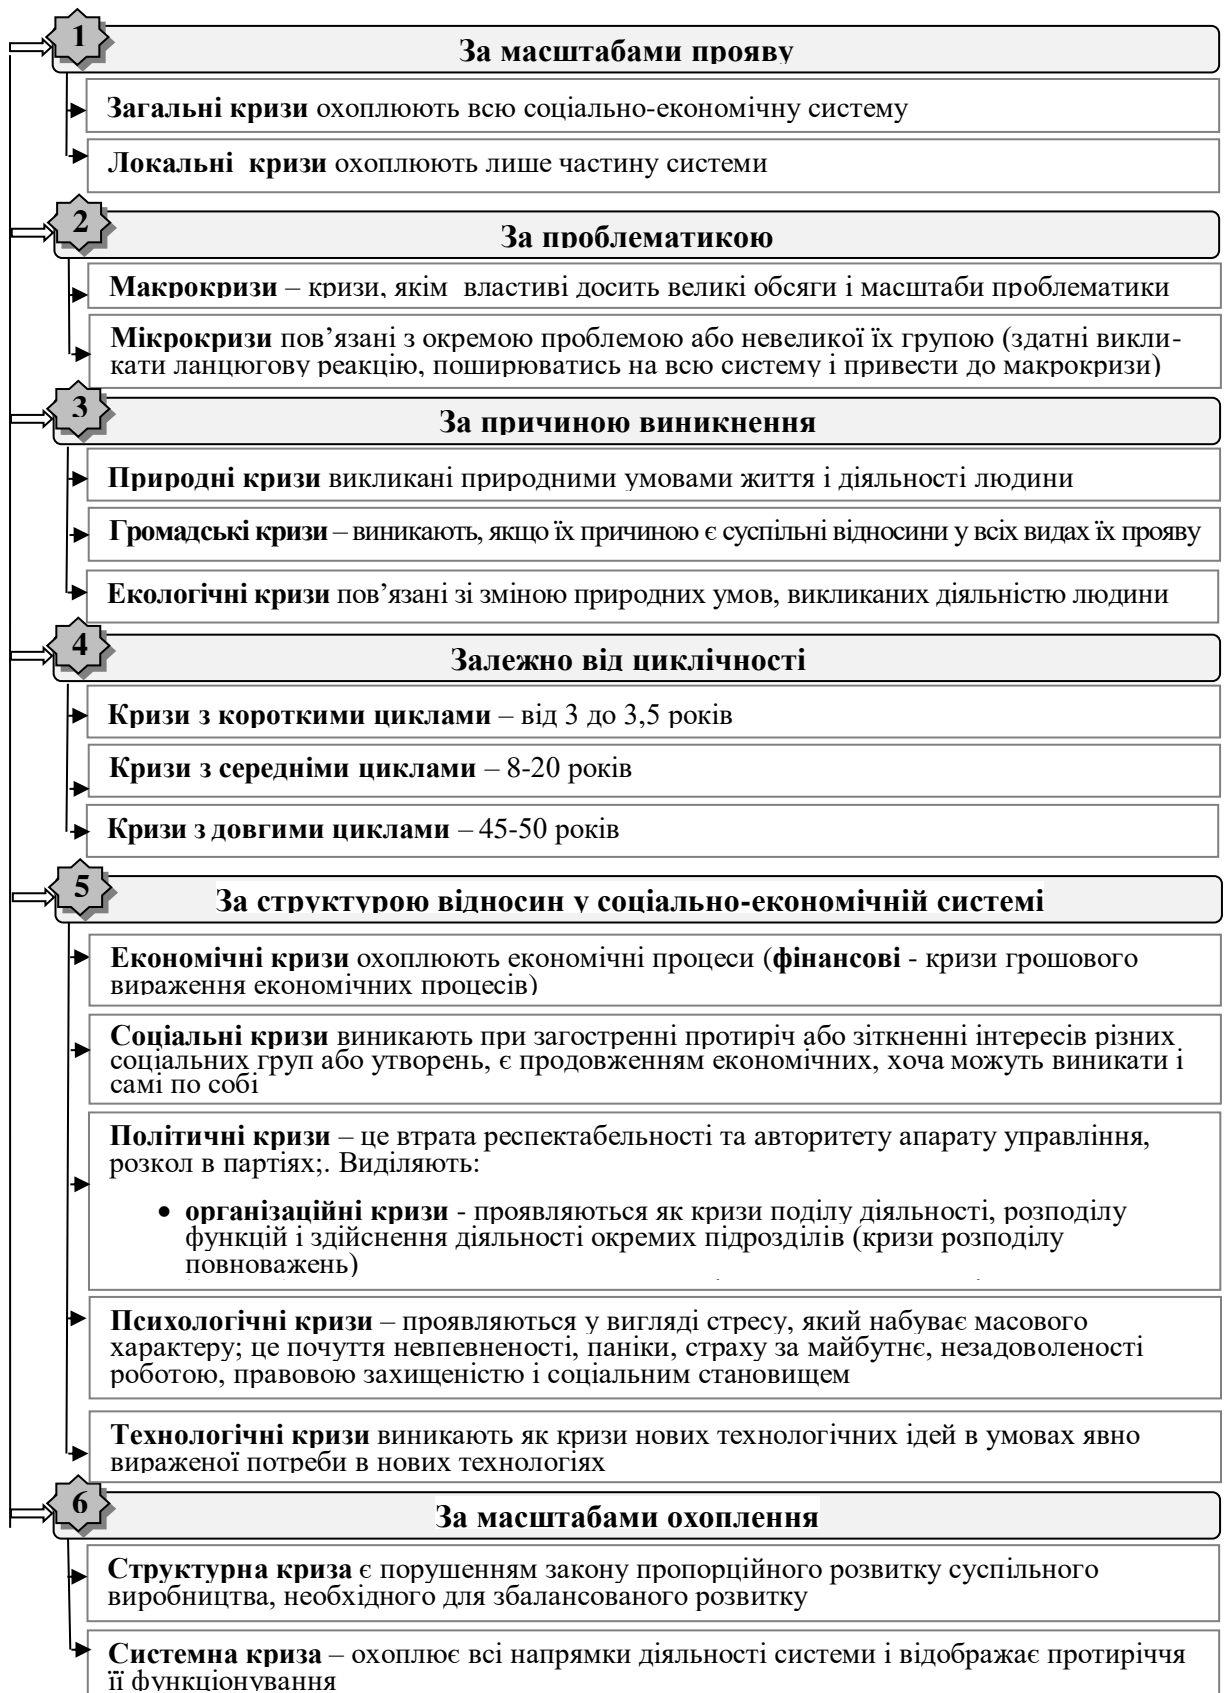 1
За масштабами прояву
Загальні кризи охоплюють всю соціально-економічну систему
Локальні кризи охоплюють лише частину системи
2
За проблематикою
Макрокризи – кризи, якім властиві досить великі обсяги і масштаби проблематики
Мікрокризи пов’язані з окремою проблемою або невеликої їх групою (здатні викли-
кати ланцюгову реакцію, поширюватись на всю систему і привести до макрокризи)
3
За причиною виникнення
Природні кризи викликані природними умовами життя і діяльності людини
Громадські кризи – виникають, якщо їх причиною є суспільні відносини у всіх видах їх прояву
Екологічні кризи пов’язані зі зміною природних умов, викликаних діяльністю людини
4
Залежно від циклічності
Кризи з короткими циклами – від 3 до 3,5 років
Кризи з середніми циклами – 8-20 років
Кризи з довгими циклами – 45-50 років
5
За структурою відносин у соціально-економічній системі
Економічні кризи охоплюють економічні процеси (фінансові - кризи грошового
вираження економічних процесів)
Соціальні кризи виникають при загостренні протиріч або зіткненні інтересів різних
соціальних груп або утворень, є продовженням економічних, хоча можуть виникати і
самі по собі
Політичні кризи – це втрата респектабельності та авторитету апарату управління,
розкол в партіях;. Виділяють:
• організаційні кризи - проявляються як кризи поділу діяльності, розподілу
функцій і здійснення діяльності окремих підрозділів (кризи розподілу
повноважень)
Психологічні кризи – проявляються у вигляді стресу, який набуває масового
характеру; це почуття невпевненості, паніки, страху за майбутнє, незадоволеності
роботою, правовою захищеністю і соціальним становищем
Технологічні кризи виникають як кризи нових технологічних ідей в умовах явно
вираженої потреби в нових технологіях
6
За масштабами охоплення
Структурна криза є порушенням закону пропорційного розвитку суспільного
виробництва, необхідного для збалансованого розвитку
Системна криза – охоплює всі напрямки діяльності системи і відображає протиріччя
її функціонування